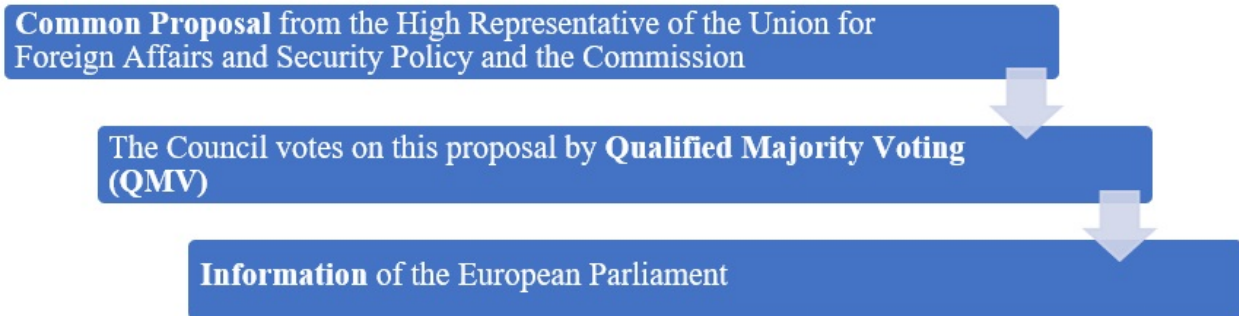 Common Proposal from the High Representative of the Union for
Foreign Affairs and Security Policy and the Commission
The Council votes on this proposal by Qualified Majority Voting
(QMV)
Information of the European Parliament